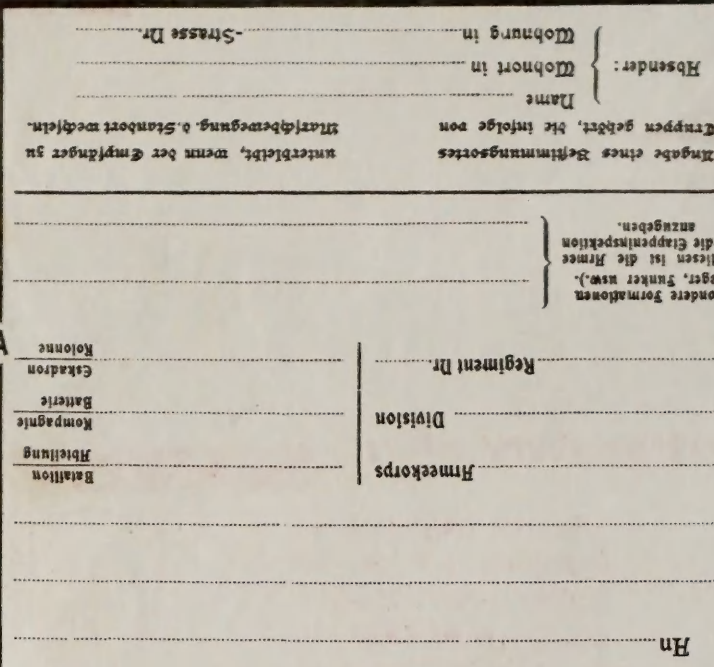 An
Armeekorps
Bataillon
Abteilung
Division
Kompagnie
Batterie
Regiment Nr.
Eskadron
Kolonne
ondere Formationen
eger, Funker usw.).
iesen ist die Armee
die Etappeninspektion
anzugeben.
Angabe eines Bestimmungsortes unterbleibt, wenn der Empfänger zu
Truppen gehört, die infolge von Marschbewegung. d. Standort wechseln.
Absender:
Name
Wohnort in
Wohnung in -Strasse Nr.